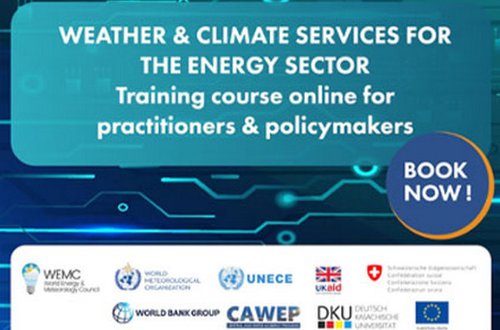 WEATHER & CLIMATE SERVICES FOR
THE ENERGY SECTOR
Training course online for
practitioners & policymakers
BOOK
NOW !
WEMC
World Energy &
Meteorology Council
WORLD
METEOROLOGICAL
ORGANIZATION
UNECE
UKaid
Schweizerische Eidgenossenschaft
Confédération suisse
Confederazione Svizzera
Confederaziun svizra
WORLD BANK GROUP
CAWEP
DKU
DEUTSCH
KASACHISCHE
UNIVERSITÄT